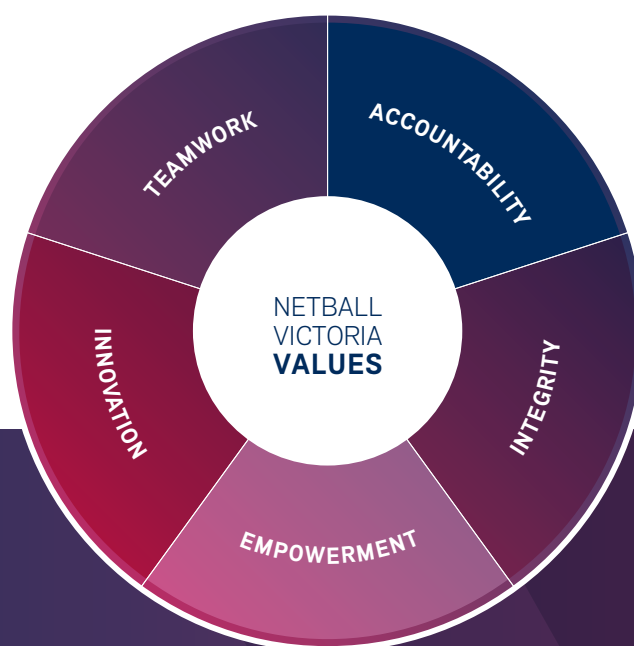 TEAMWORK
ACCOUNTABILITY
NETBALL
VICTORIA
VALUES
INNOVATION
INTEGRITY
EMPOWERMENT